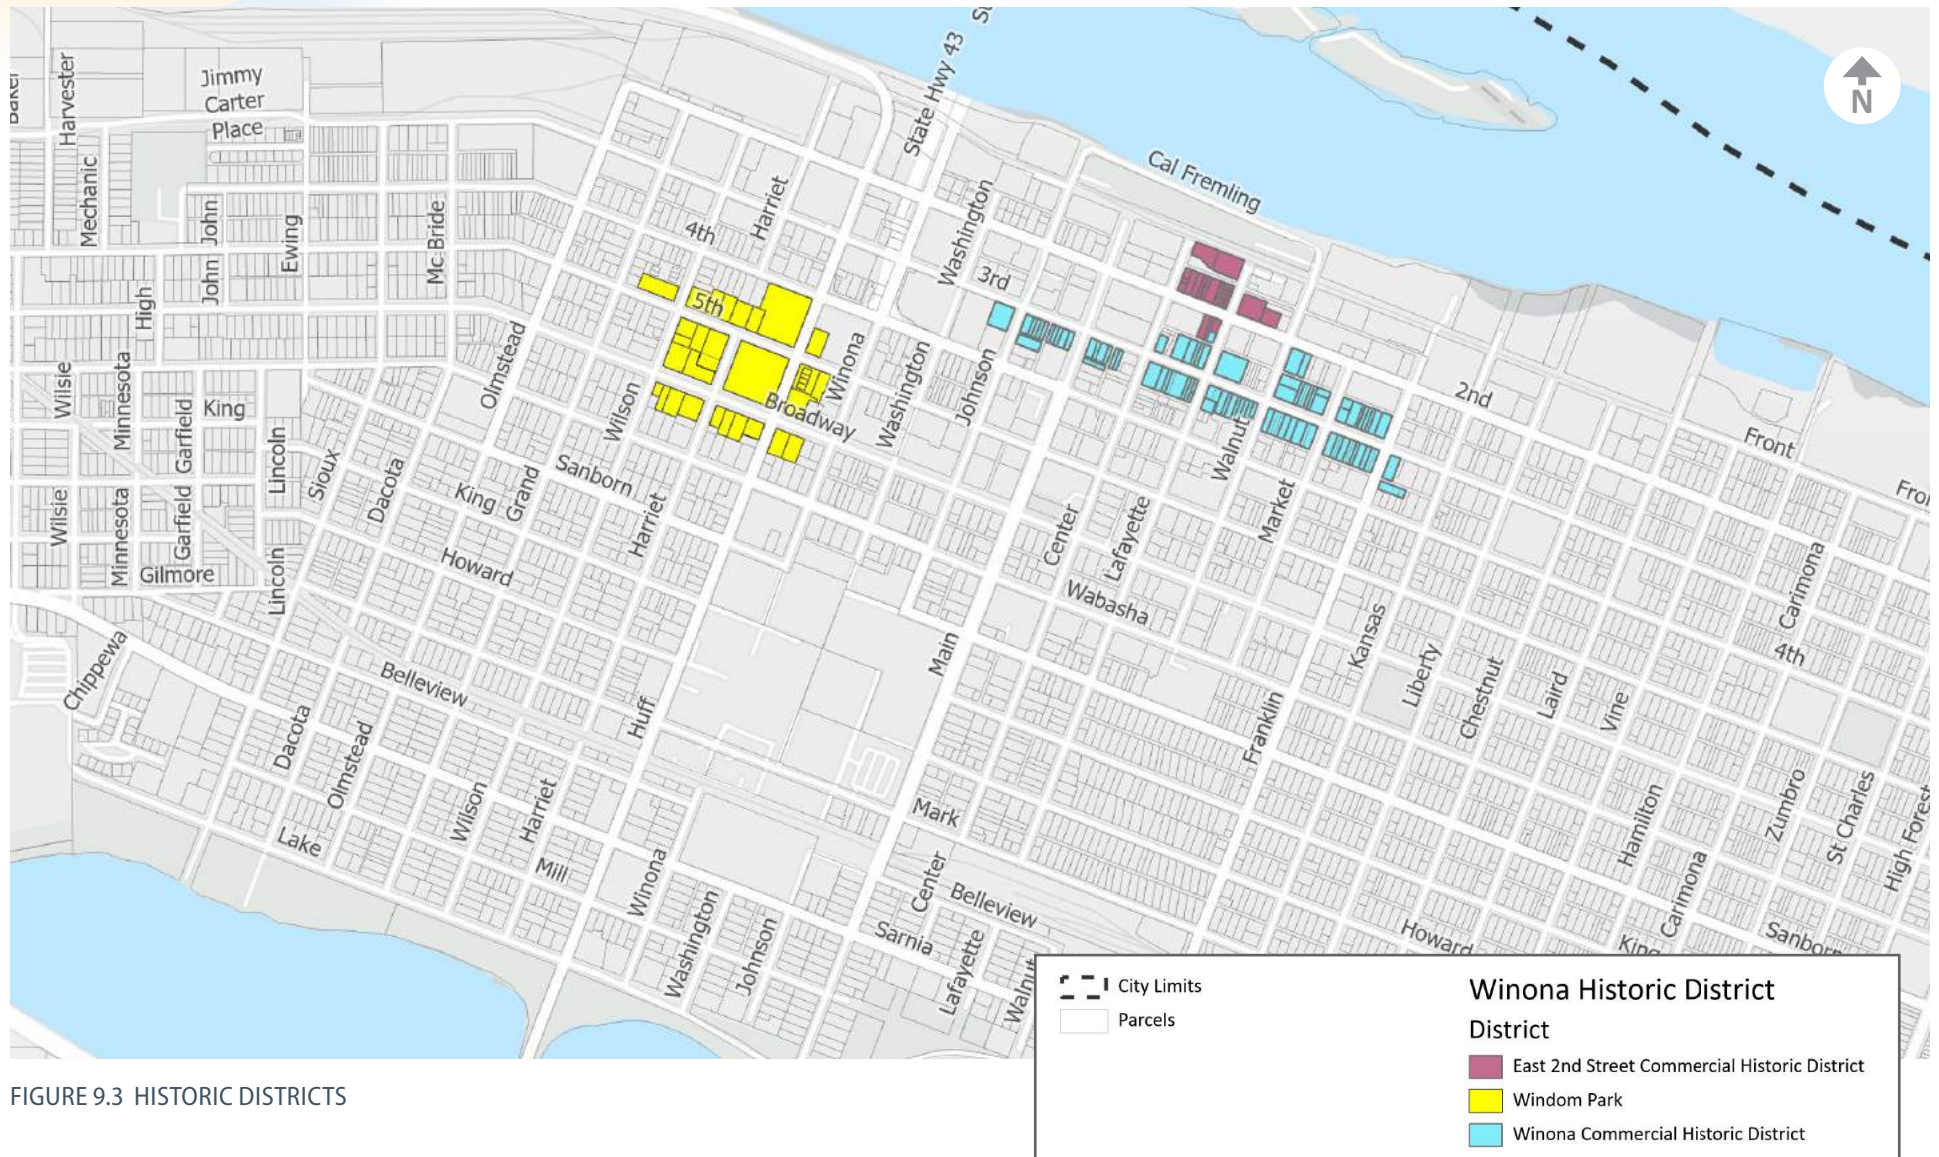 Baker
Harvester
Jimmy
Carter
Place
Mechanic
John
John
High
Ewing
Mc Bride
4th
Harriet
State Hwy 43
Washington
3rd
Cal Fremling
5th
Winona
Broadway
Olmstead
Wilson
Washington
Johnson
2nd
Front
Wilsie
Minnesota
Garfield
King
Lincoln
Sioux
Dacota
King
Grand
Sanborn
Harriet
Walnut
Market
Wilsie
Minnesota
Garfield
Gilmore
Lincoln
Howard
Center
Lafayette
Wabasha
Carimona
4th
Chippewa
Belleview
Huff
Main
Kansas
Liberty
Chestnut
Laird
Vine
Dacota
Olmstead
Wilson
Harriet
Franklin
Mark
Hamilton
Zumbro
St Charles
High Forest
Lake
Mill
Winona
Washington
Johnson
Center
Belleview
Sarnia
Lafayette
Walnut
Howard
King
Carimona
Sanborn
N
City Limits
Parcels
Winona Historic District
District
East 2nd Street Commercial Historic District
Windom Park
Winona Commercial Historic District
FIGURE 9.3 HISTORIC DISTRICTS